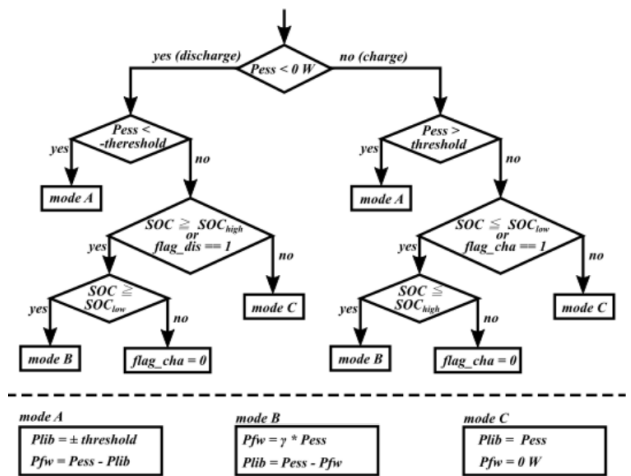 yes (discharge)
no (charge)
Pess < 0 W
Pess <
-thereshold
yes
no
mode A
Pess >
threshold
yes
no
mode A
SOC ≧ SOChigh
or
flag_dis == 1
yes
no
SOC ≦ SOClow
or
flag_cha == 1
yes
no
SOC ≧
SOClow
yes
no
mode C
SOC ≦
SOChigh
yes
no
mode C
mode B
flag_cha = 0
mode B
flag_cha = 0
mode A
Plib = ± threshold
Pfw = Pess - Plib
mode B
Pfw = γ * Pess
Plib = Pess - Pfw
mode C
Plib = Pess
Pfw = 0 W